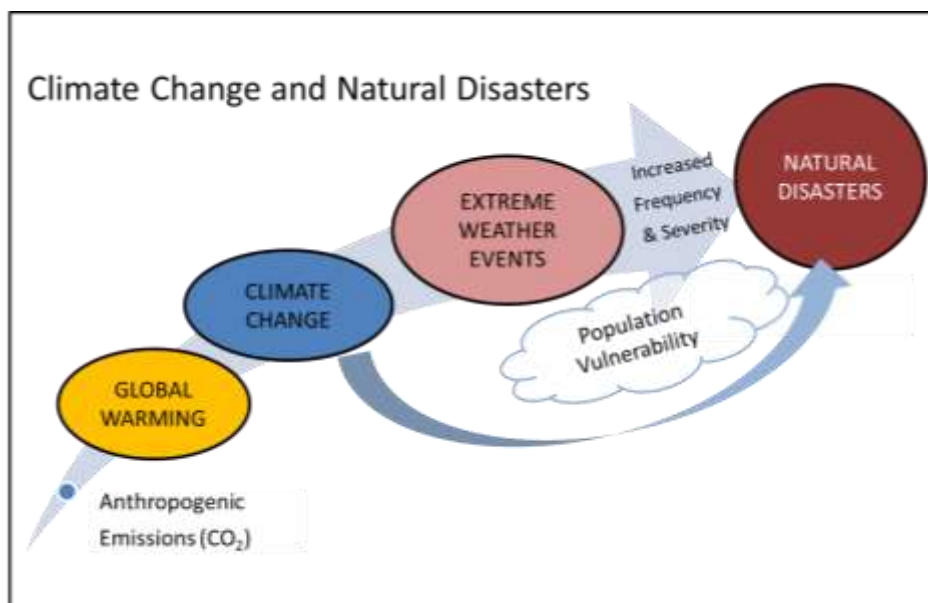 Climate Change and Natural Disasters
NATURAL
DISASTERS
Increased
Frequency
& Severity
EXTREME
WEATHER
EVENTS
CLIMATE
CHANGE
Population
Vulnerability
GLOBAL
WARMING
Anthropogenic
Emissions (CO₂)